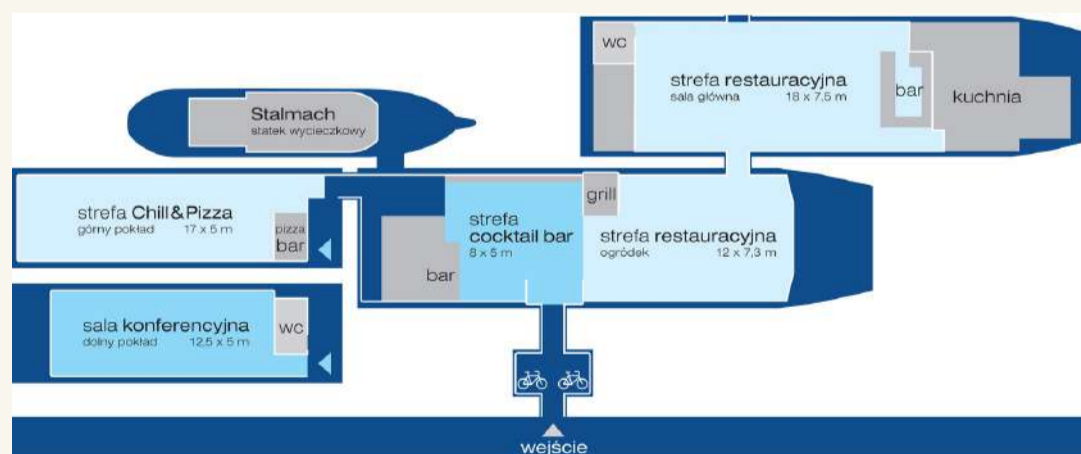 wc
strefa restauracyjna
sala główna 18 x 7,5 m
bar
kuchnia
Stalmach
statek wycieczkowy
strefa Chill&Pizza
górny pokład 17 x 5 m
pizza
bar
strefa
cocktail bar
8 x 5 m
bar
grill
strefa restauracyjna
ogródek 12 x 7,3 m
sala konferencyjna
dolny pokład 12,5 x 5 m
wc
wejście